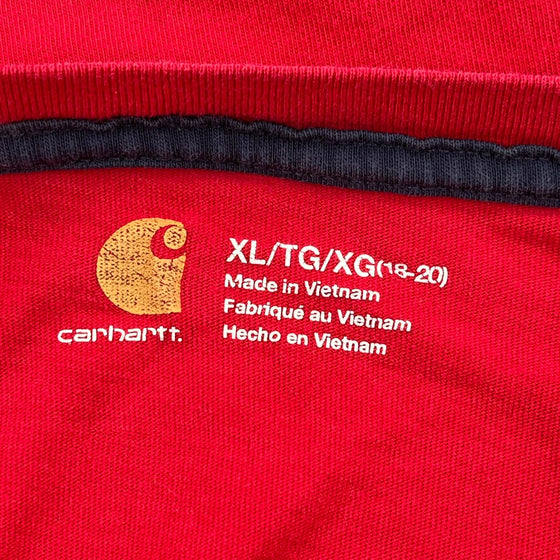 XL/TG/XG(18-20)
Made in Vietnam
Fabriqué au Vietnam
Hecho en Vietnam
carhartt.